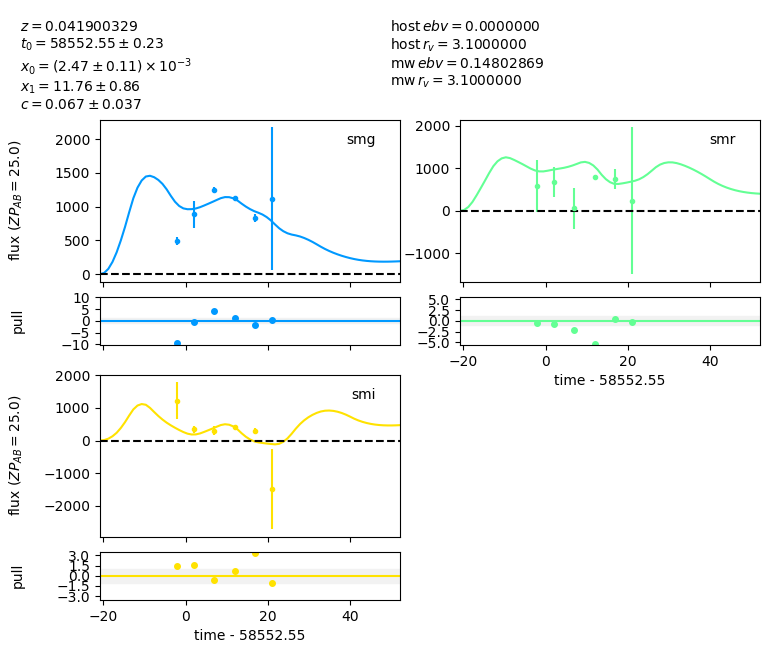 z = 0.041900329
t₀ = 58552.55 ± 0.23
x₀ = (2.47 ± 0.11) × 10⁻³
x₁ = 11.76 ± 0.86
c = 0.067 ± 0.037
host ebv = 0.0000000
host r_v = 3.1000000
mw ebv = 0.14802869
mw r_v = 3.1000000
smg
flux (ZP_AB = 25.0)
2000
1500
1000
500
0
smr
2000
1000
0
−1000
pull
10
5
0
−5
−10
5.0
2.5
0.0
−2.5
−5.0
−20 0 20 40
time - 58552.55
smi
flux (ZP_AB = 25.0)
2000
1000
0
−1000
−2000
pull
3.0
1.5
0.0
−1.5
−3.0
−20 0 20 40
time - 58552.55